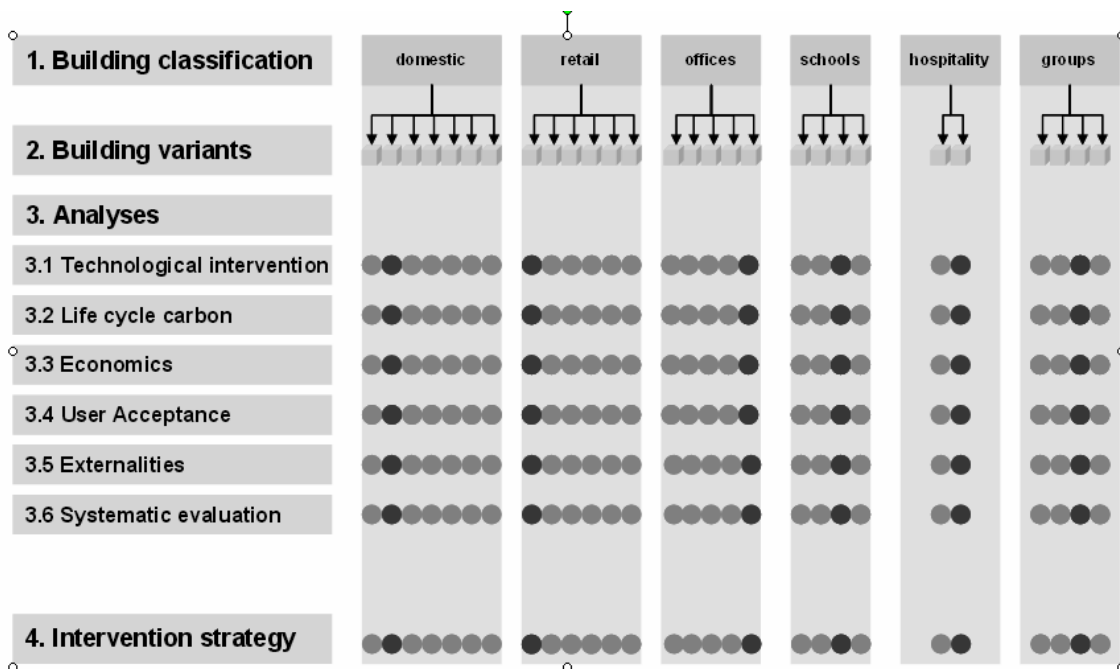 1. Building classification
domestic
retail
offices
schools
hospitality
groups
2. Building variants
3. Analyses
3.1 Technological intervention
3.2 Life cycle carbon
3.3 Economics
3.4 User Acceptance
3.5 Externalities
3.6 Systematic evaluation
4. Intervention strategy